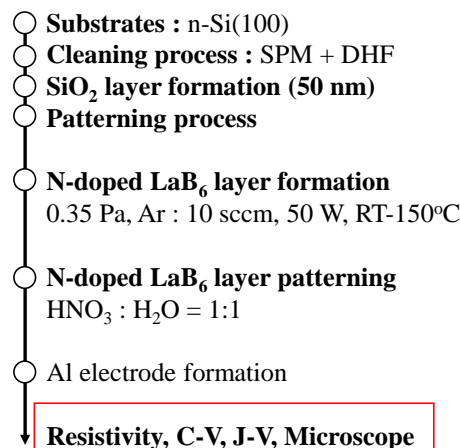 Substrates : n-Si(100)
Cleaning process : SPM + DHF
SiO₂ layer formation (50 nm)
Patterning process
N-doped LaB₆ layer formation
0.35 Pa, Ar : 10 sccm, 50 W, RT-150°C
N-doped LaB₆ layer patterning
HNO₃ : H₂O = 1:1
Al electrode formation
Resistivity, C-V, J-V, Microscope